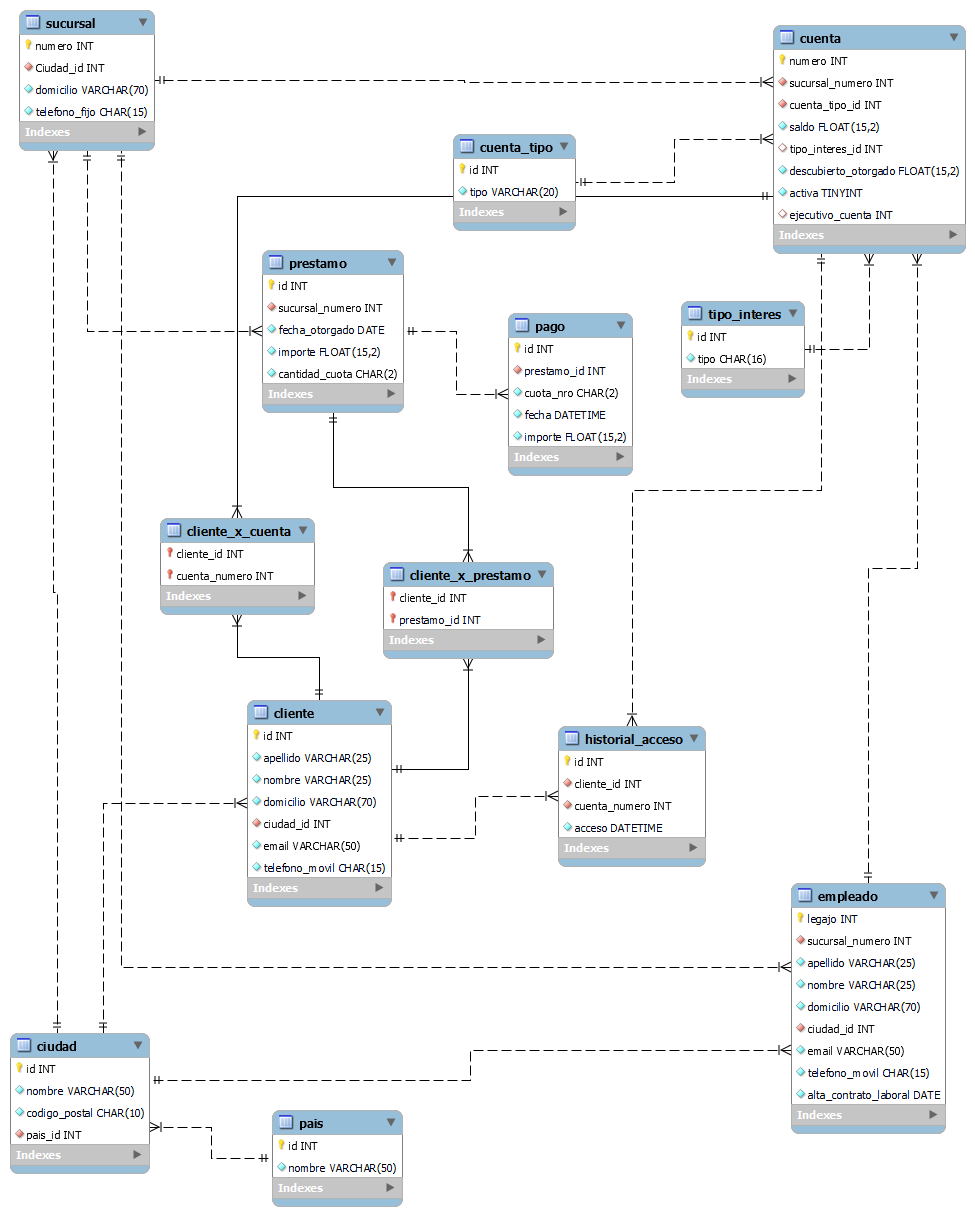 sucursal
numero INT
Ciudad_id INT
domicilio VARCHAR(70)
telefono_fijo CHAR(15)
Indexes
cuenta
numero INT
sucursal_numero INT
cuenta_tipo_id INT
saldo FLOAT(15,2)
tipo_interes_id INT
descubierto_otorgado FLOAT(15,2)
activa TINYINT
ejecutivo_cuenta INT
Indexes
cuenta_tipo
id INT
tipo VARCHAR(20)
Indexes
prestamo
id INT
sucursal_numero INT
fecha_otorgado DATE
importe FLOAT(15,2)
cantidad_cuota CHAR(2)
Indexes
pago
id INT
prestamo_id INT
cuota_nro CHAR(2)
fecha DATETIME
importe FLOAT(15,2)
Indexes
tipo_interes
id INT
tipo CHAR(16)
Indexes
cliente_x_cuenta
cliente_id INT
cuenta_numero INT
Indexes
cliente_x_prestamo
cliente_id INT
prestamo_id INT
Indexes
cliente
id INT
apellido VARCHAR(25)
nombre VARCHAR(25)
domicilio VARCHAR(70)
ciudad_id INT
email VARCHAR(50)
telefono_movil CHAR(15)
Indexes
historial_acceso
id INT
cliente_id INT
cuenta_numero INT
acceso DATETIME
Indexes
empleado
legajo INT
sucursal_numero INT
apellido VARCHAR(25)
nombre VARCHAR(25)
domicilio VARCHAR(70)
ciudad_id INT
email VARCHAR(50)
telefono_movil CHAR(15)
alta_contrato_laboral DATE
Indexes
ciudad
id INT
nombre VARCHAR(50)
codigo_postal CHAR(10)
pais_id INT
Indexes
pais
id INT
nombre VARCHAR(50)
Indexes